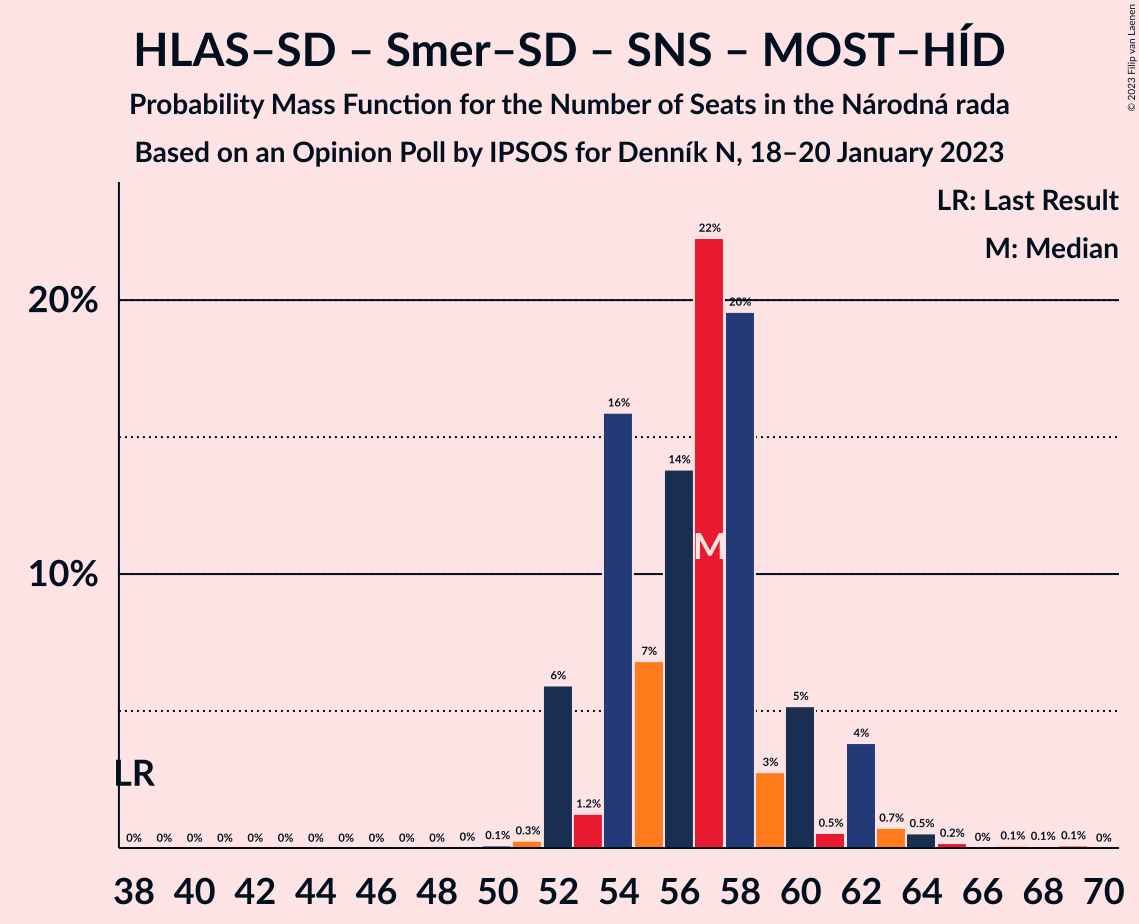 HLAS–SD – Smer–SD – SNS – MOST–HÍD
Probability Mass Function for the Number of Seats in the Národná rada
Based on an Opinion Poll by IPSOS for Denník N, 18–20 January 2023
© 2023 Filip van Laenen
LR: Last Result
M: Median
22%
20%
20%
16%
14%
M
10%
7%
6%
5%
4%
LR
3%
0% 0% 0% 0% 0% 0% 0% 0% 0% 0% 0% 0% 0.1% 0.3% 1.2% 0.5% 0.7% 0.5% 0.2% 0% 0.1% 0.1% 0.1% 0%
38 40 42 44 46 48 50 52 54 56 58 60 62 64 66 68 70